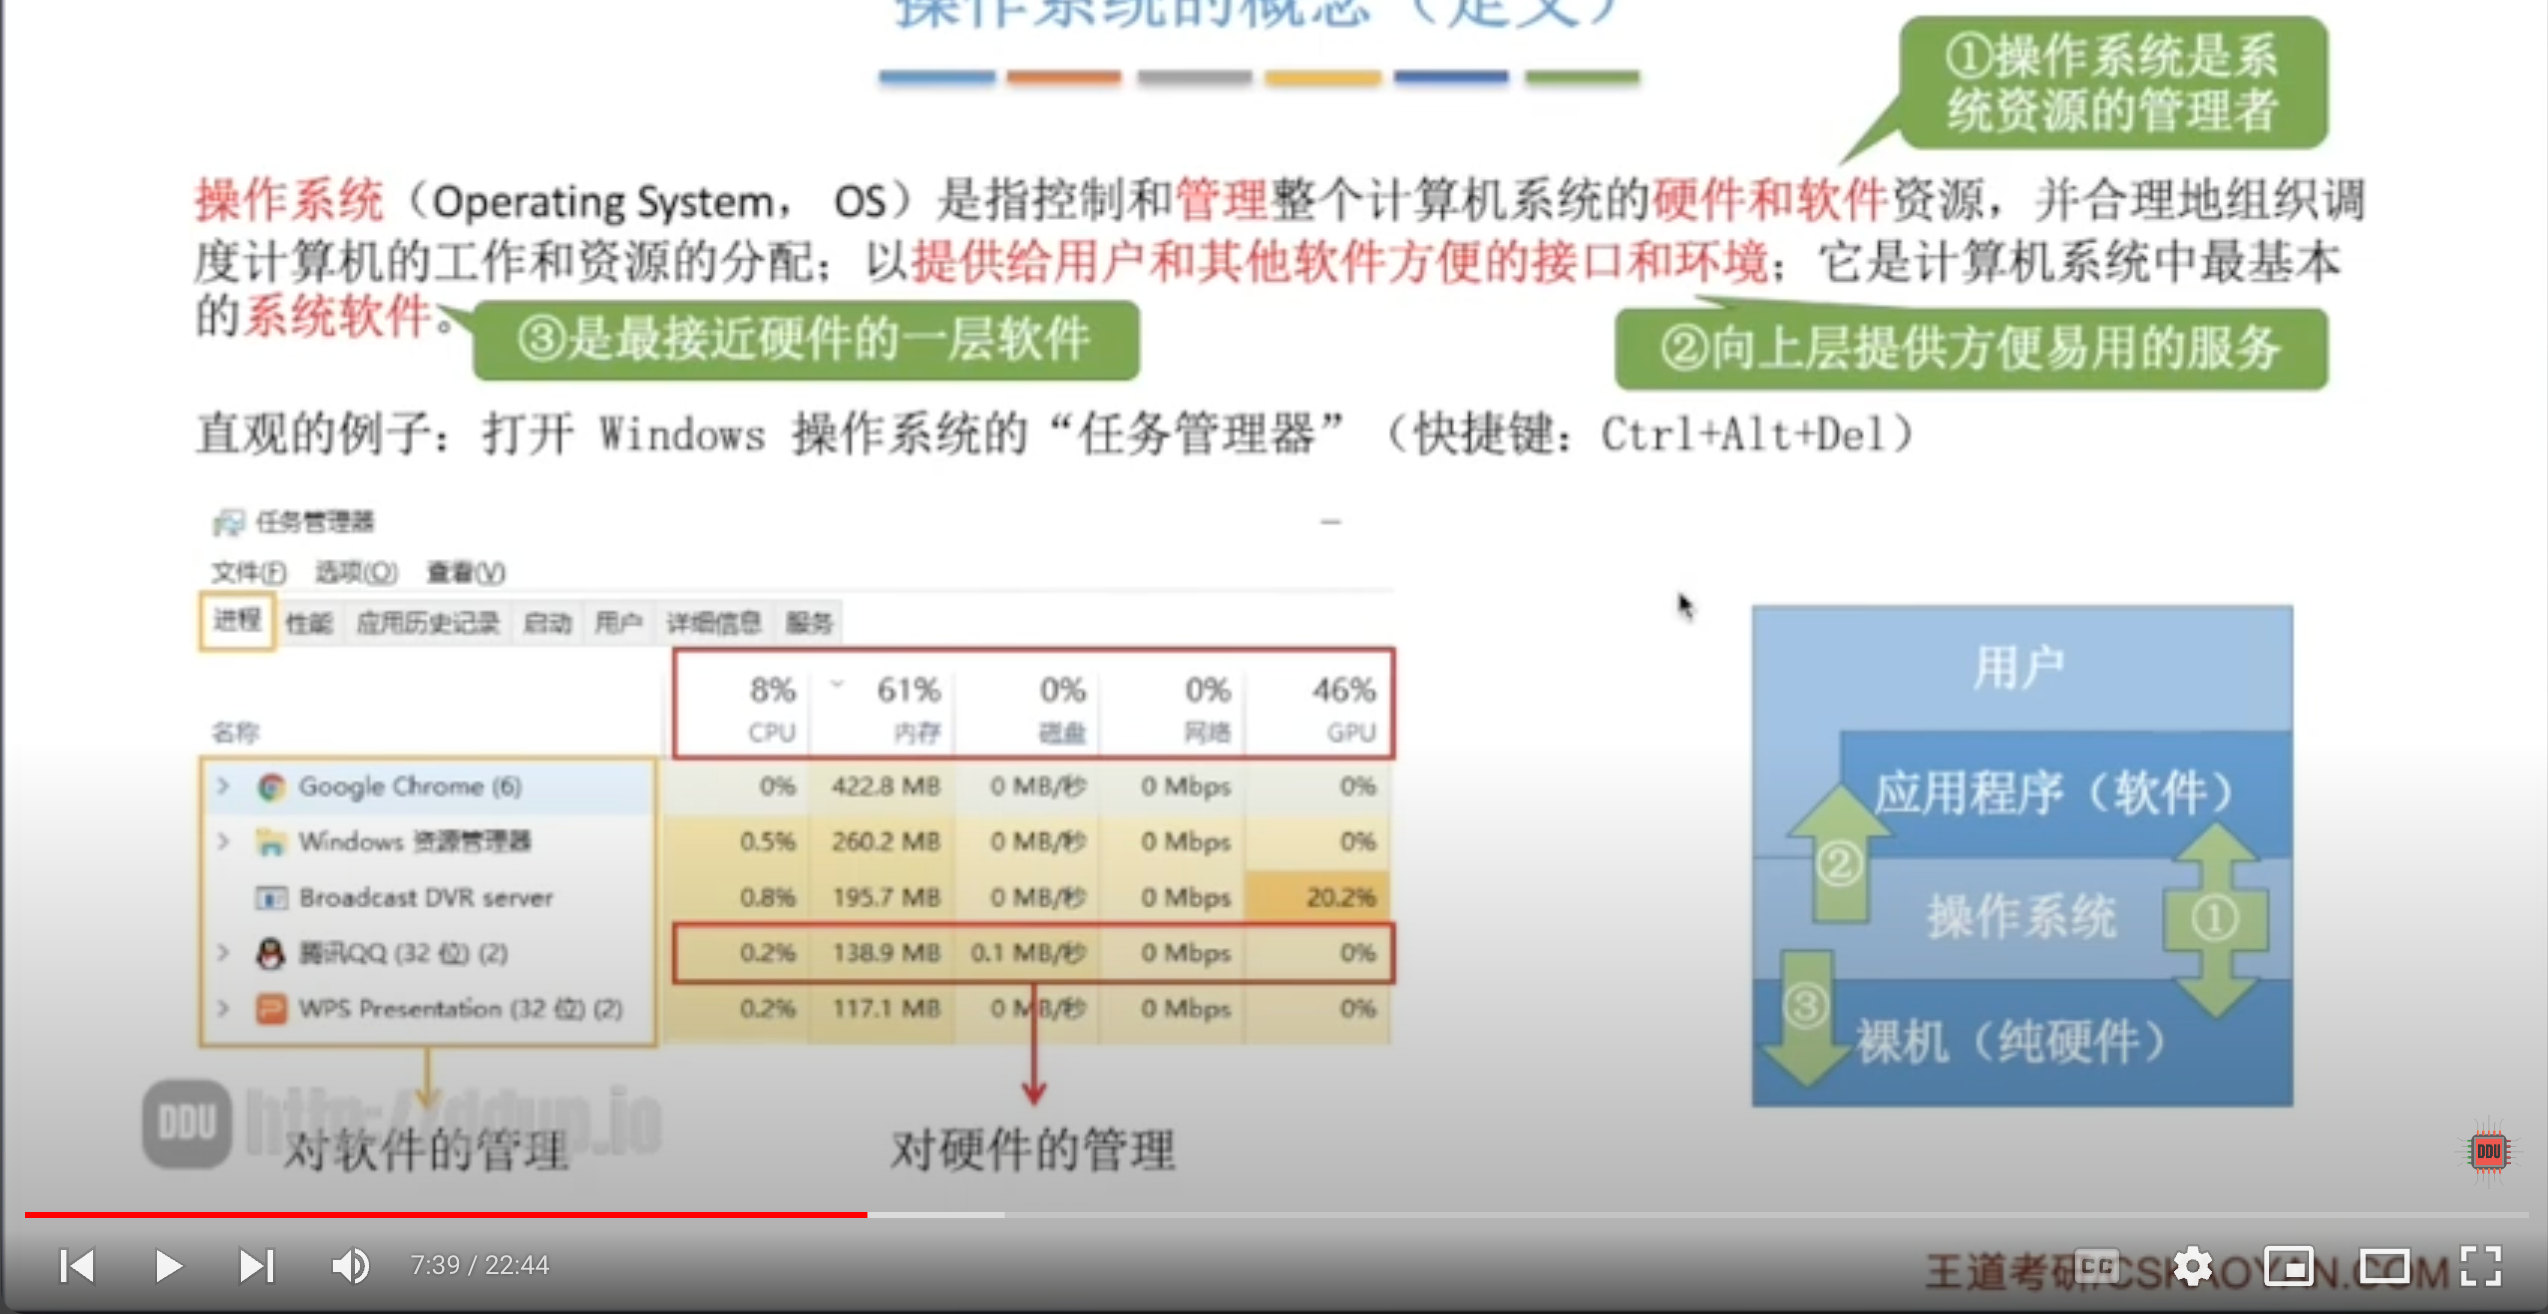 操作系统的概念（定义）
①操作系统是系
统资源的管理者
操作系统（Operating System， OS）是指控制和管理整个计算机系统的硬件和软件资源，并合理地组织调
度计算机的工作和资源的分配；以提供给用户和其他软件方便的接口和环境；它是计算机系统中最基本
的系统软件。
③是最接近硬件的一层软件
②向上层提供方便易用的服务
直观的例子：打开 Windows 操作系统的“任务管理器”（快捷键：Ctrl+Alt+Del）
任务管理器
文件(F) 选项(O) 查看(V)
进程 性能 应用历史记录 启动 用户 详细信息 服务
8% 61% 0% 0% 46%
名称 CPU 内存 磁盘 网络 GPU
Google Chrome (6) 0% 422.8 MB 0 MB/秒 0 Mbps 0%
Windows 资源管理器 0.5% 260.2 MB 0 MB/秒 0 Mbps 0%
Broadcast DVR server 0.8% 195.7 MB 0 MB/秒 0 Mbps 20.2%
腾讯QQ (32 位) (2) 0.2% 138.9 MB 0.1 MB/秒 0 Mbps 0%
WPS Presentation (32 位) (2) 0.2% 117.1 MB 0 MB/秒 0 Mbps 0%
用户
应用程序（软件）
②
操作系统
①
③
裸机（纯硬件）
DDU http://ddup.io
对软件的管理
对硬件的管理
DDU
7:39 / 22:44
王道考研/CSKAOYAN.COM
CC